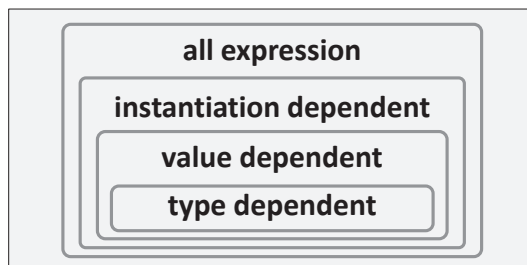 all expression
instantiation dependent
value dependent
type dependent